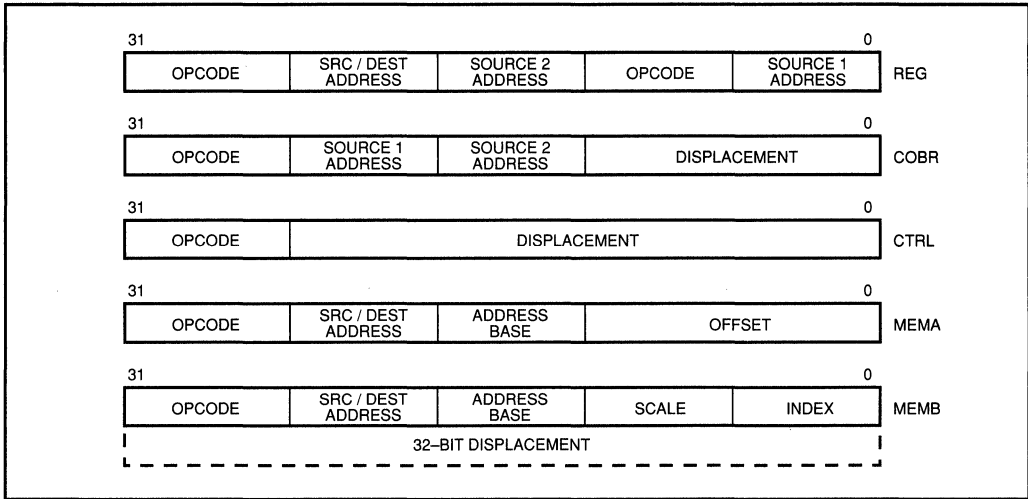 31 0
OPCODE SRC / DEST ADDRESS SOURCE 2 ADDRESS OPCODE SOURCE 1 ADDRESS REG
31 0
OPCODE SOURCE 1 ADDRESS SOURCE 2 ADDRESS DISPLACEMENT COBR
31 0
OPCODE DISPLACEMENT CTRL
31 0
OPCODE SRC / DEST ADDRESS ADDRESS BASE OFFSET MEMA
31 0
OPCODE SRC / DEST ADDRESS ADDRESS BASE SCALE INDEX MEMB
32–BIT DISPLACEMENT